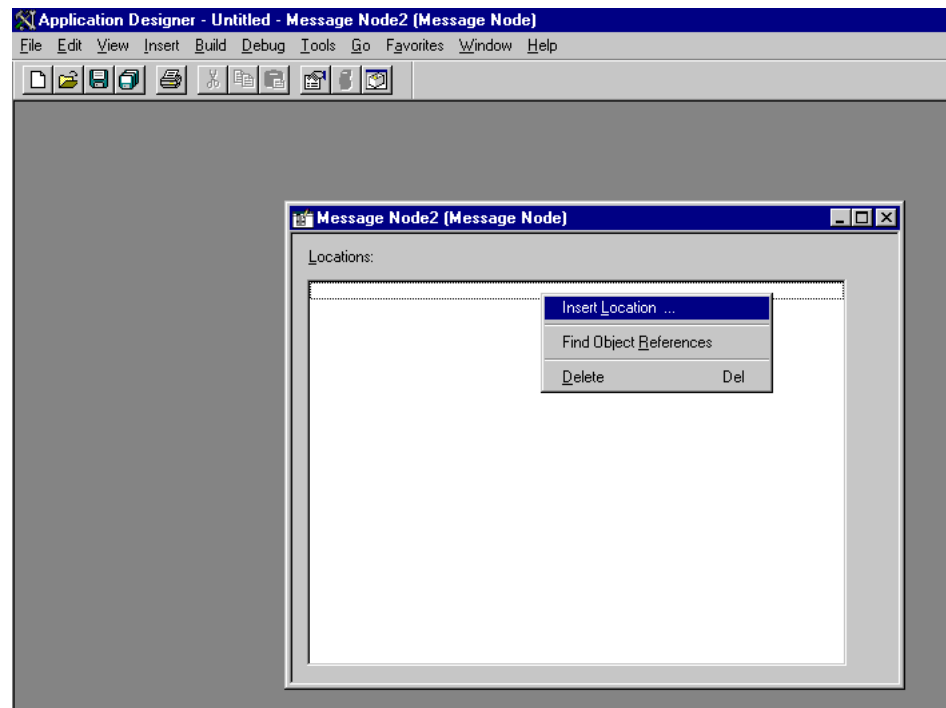 Application Designer - Untitled - Message Node2 (Message Node)
File Edit View Insert Build Debug Tools Go Favorites Window Help
Message Node2 (Message Node)
Locations:
Insert Location ...
Find Object References
Delete Del